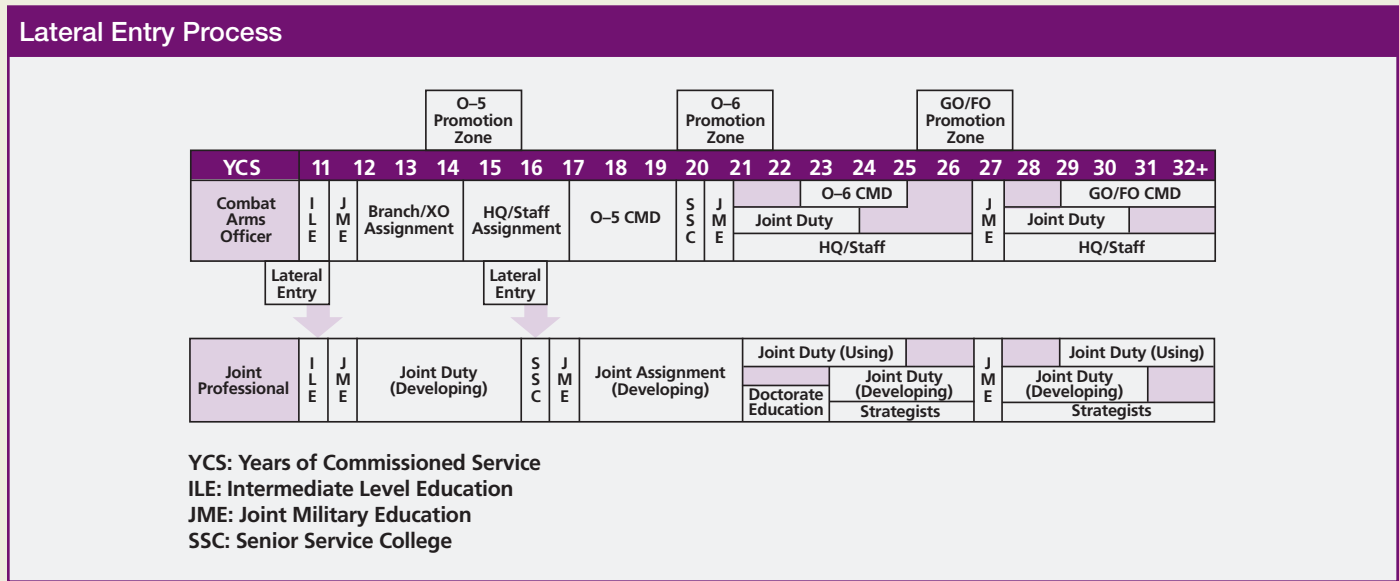 Lateral Entry Process
O–5
Promotion
Zone
O–6
Promotion
Zone
GO/FO
Promotion
Zone
YCS 11 12 13 14 15 16 17 18 19 20 21 22 23 24 25 26 27 28 29 30 31 32+
Combat
Arms
Officer
I
L
E
J
M
E
Branch/XO
Assignment
HQ/Staff
Assignment
O–5 CMD
S
S
C
J
M
E
O–6 CMD
Joint Duty
HQ/Staff
J
M
E
GO/FO CMD
Joint Duty
HQ/Staff
Lateral
Entry
Lateral
Entry
Joint
Professional
I
L
E
J
M
E
Joint Duty
(Developing)
S
S
C
J
M
E
Joint Assignment
(Developing)
Joint Duty (Using)
Doctorate
Education
Joint Duty
(Developing)
Strategists
J
M
E
Joint Duty (Using)
Joint Duty
(Developing)
Strategists
YCS: Years of Commissioned Service
ILE: Intermediate Level Education
JME: Joint Military Education
SSC: Senior Service College